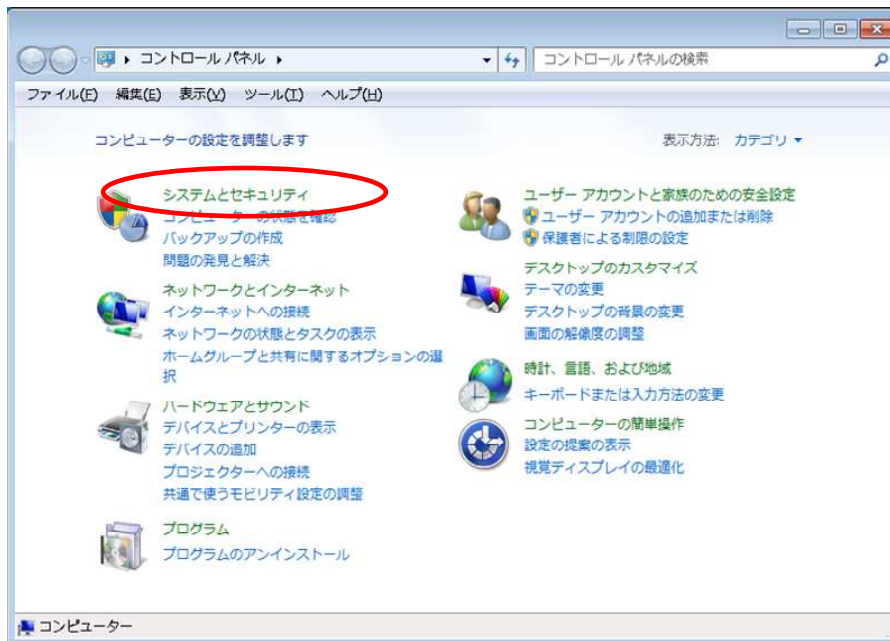 コントロール パネル
コントロール パネルの検索
ファイル(F) 編集(E) 表示(V) ツール(T) ヘルプ(H)
コンピューターの設定を調整します
表示方法: カテゴリ
システムとセキュリティ
コンピューターの状態を確認
バックアップの作成
問題の発見と解決
ネットワークとインターネット
インターネットへの接続
ネットワークの状態とタスクの表示
ホームグループと共有に関するオプションの選
択
ハードウェアとサウンド
デバイスとプリンターの表示
デバイスの追加
プロジェクターへの接続
共通で使うモビリティ設定の調整
プログラム
プログラムのアンインストール
ユーザー アカウントと家族のための安全設定
ユーザー アカウントの追加または削除
保護者による制限の設定
デスクトップのカスタマイズ
テーマの変更
デスクトップの背景の変更
画面の解像度の調整
時計、言語、および地域
キーボードまたは入力方法の変更
コンピューターの簡単操作
設定の提案の表示
視覚ディスプレイの最適化
コンピューター